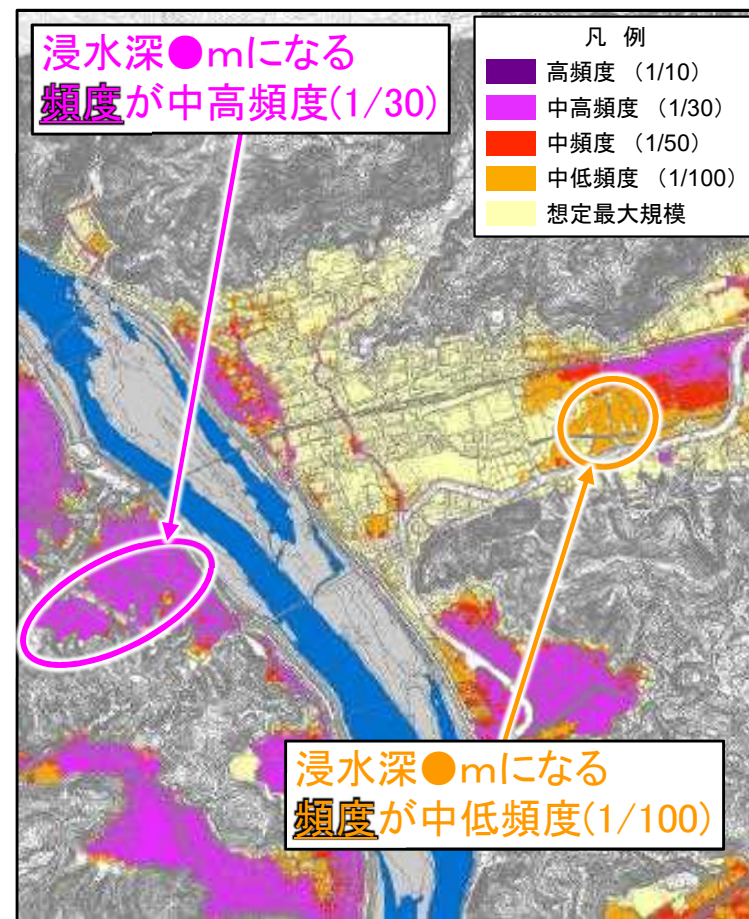 浸水深●mになる
頻度が中高頻度(1/30)
凡 例
高頻度 （1/10）
中高頻度 （1/30）
中頻度 （1/50）
中低頻度 （1/100）
想定最大規模
浸水深●mになる
頻度が中低頻度(1/100)